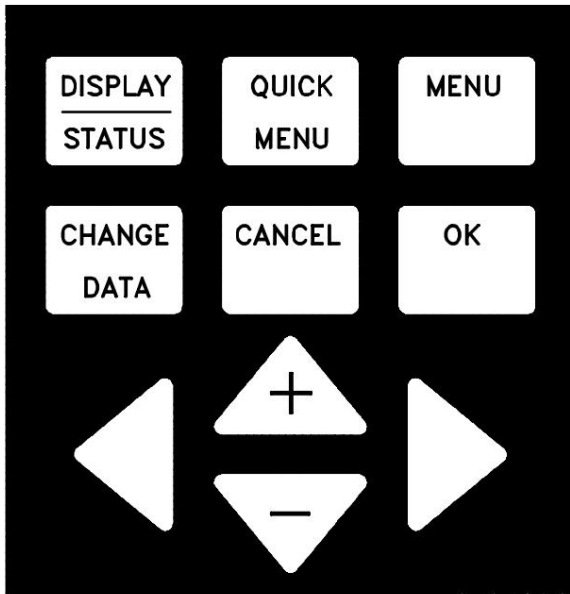 DISPLAY
STATUS
QUICK
MENU
MENU
CHANGE
DATA
CANCEL
OK
+
−